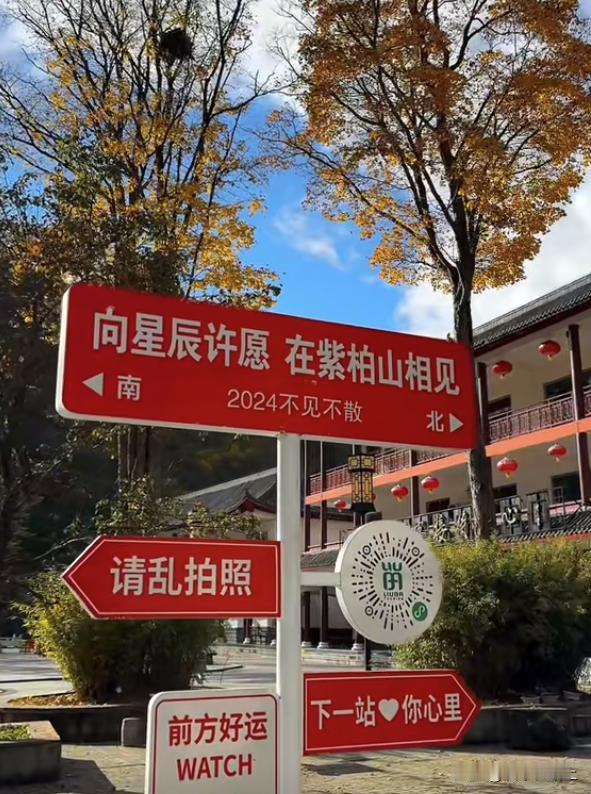 向星辰许愿 在紫柏山相见
南 2024不见不散 北
请乱拍照
LIUBA
下一站♥你心里
前方好运
WATCH